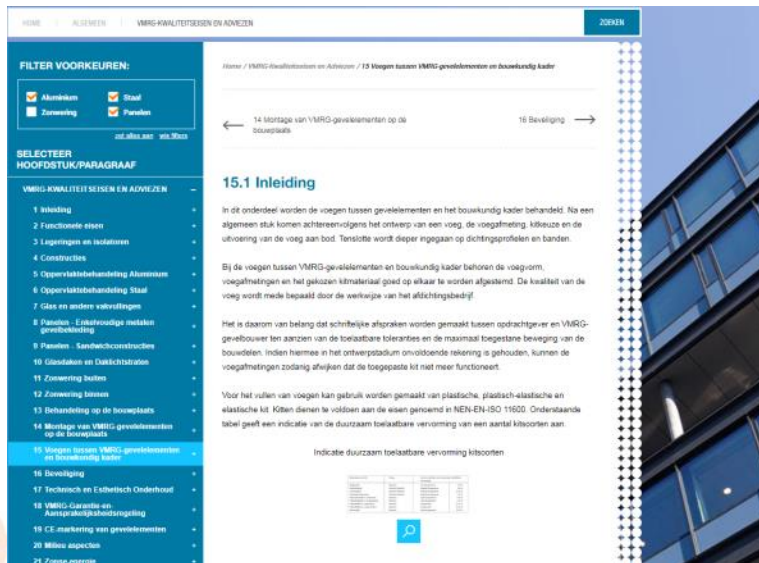 HOME
ALGEMEEN
VMRG-KWALITEITSEISEN EN ADVIEZEN
ZOEKEN
FILTER VOORKEUREN:
Aluminium
Staal
Zonwering
Panelen
zet alles aan wis filters
SELECTEER
HOOFDSTUK/PARAGRAAF
VMRG-KWALITEITSEISEN EN ADVIEZEN −
1 Inleiding +
2 Functionele eisen +
3 Legeringen en isolatoren +
4 Constructies +
5 Oppervlaktebehandeling Aluminium +
6 Oppervlaktebehandeling Staal +
7 Glas en andere vakvullingen +
8 Panelen - Enkelvoudige metalen
gevelbekleding +
9 Panelen - Sandwichconstructies +
10 Glasdaken en Daklichtstraten +
11 Zonwering buiten +
12 Zonwering binnen +
13 Behandeling op de bouwplaats +
14 Montage van VMRG-gevelelementen
op de bouwplaats +
15 Voegen tussen VMRG-gevelelementen
en bouwkundig kader +
16 Beveiliging +
17 Technisch en Esthetisch Onderhoud +
18 VMRG-Garantie-en-
Aansprakelijkheidsregeling +
19 CE-markering van gevelelementen +
20 Milieu aspecten +
21 Zonne-energie
Home / VMRG-Kwaliteitseisen en Adviezen / 15 Voegen tussen VMRG-gevelelementen en bouwkundig kader
14 Montage van VMRG-gevelelementen op de
bouwplaats
16 Beveiliging
15.1 Inleiding
In dit onderdeel worden de voegen tussen gevelelementen en het bouwkundig kader behandeld. Na een
algemeen stuk komen achtereenvolgens het ontwerp van een voeg, de voegafmeting, kitkeuze en de
uitvoering van de voeg aan bod. Tenslotte wordt dieper ingegaan op dichtingsprofielen en banden.
Bij de voegen tussen VMRG-gevelelementen en bouwkundig kader behoren de voegvorm,
voegafmetingen en het gekozen kitmateriaal goed op elkaar te worden afgestemd. De kwaliteit van de
voeg wordt mede bepaald door de werkwijze van het afdichtingsbedrijf.
Het is daarom van belang dat schriftelijke afspraken worden gemaakt tussen opdrachtgever en VMRG-
gevelbouwer ten aanzien van de toelaatbare toleranties en de maximaal toegestane beweging van de
bouwdelen. Indien hiermee in het ontwerpstadium onvoldoende rekening is gehouden, kunnen de
voegafmetingen zodanig afwijken dat de toegepaste kit niet meer functioneert.
Voor het vullen van voegen kan gebruik worden gemaakt van plastische, plastisch-elastische en
elastische kit. Kitten dienen te voldoen aan de eisen genoemd in NEN-EN-ISO 11600. Onderstaande
tabel geeft een indicatie van de duurzaam toelaatbare vervorming van een aantal kitsoorten aan.
Indicatie duurzaam toelaatbare vervorming kitsoorten